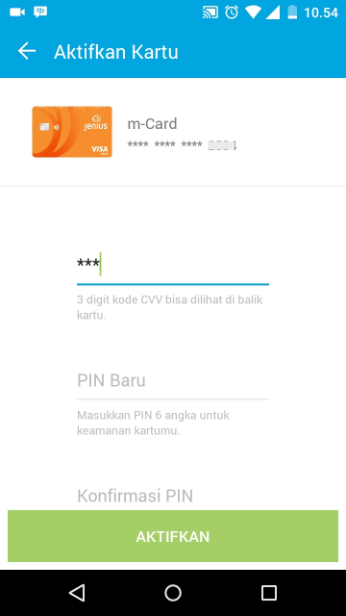 10.54
Aktifkan Kartu
jenius
VISA
m-Card
**** **** ****
***
3 digit kode CVV bisa dilihat di balik
kartu.
PIN Baru
Masukkan PIN 6 angka untuk
keamanan kartumu.
Konfirmasi PIN
AKTIFKAN